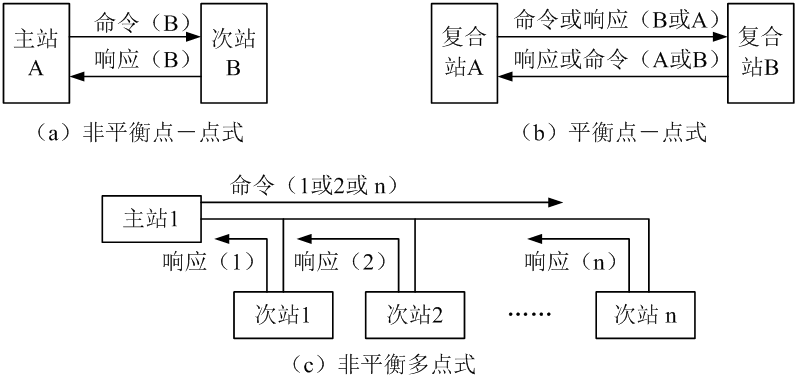 主站
A
命令（B）
响应（B）
次站
B
（a）非平衡点－点式
复合
站A
命令或响应（B或A）
响应或命令（A或B）
复合
站B
（b）平衡点－点式
命令（1或2或 n）
主站1
响应（1）
响应（2）
响应（n）
次站1
次站2
……
次站 n
（c）非平衡多点式